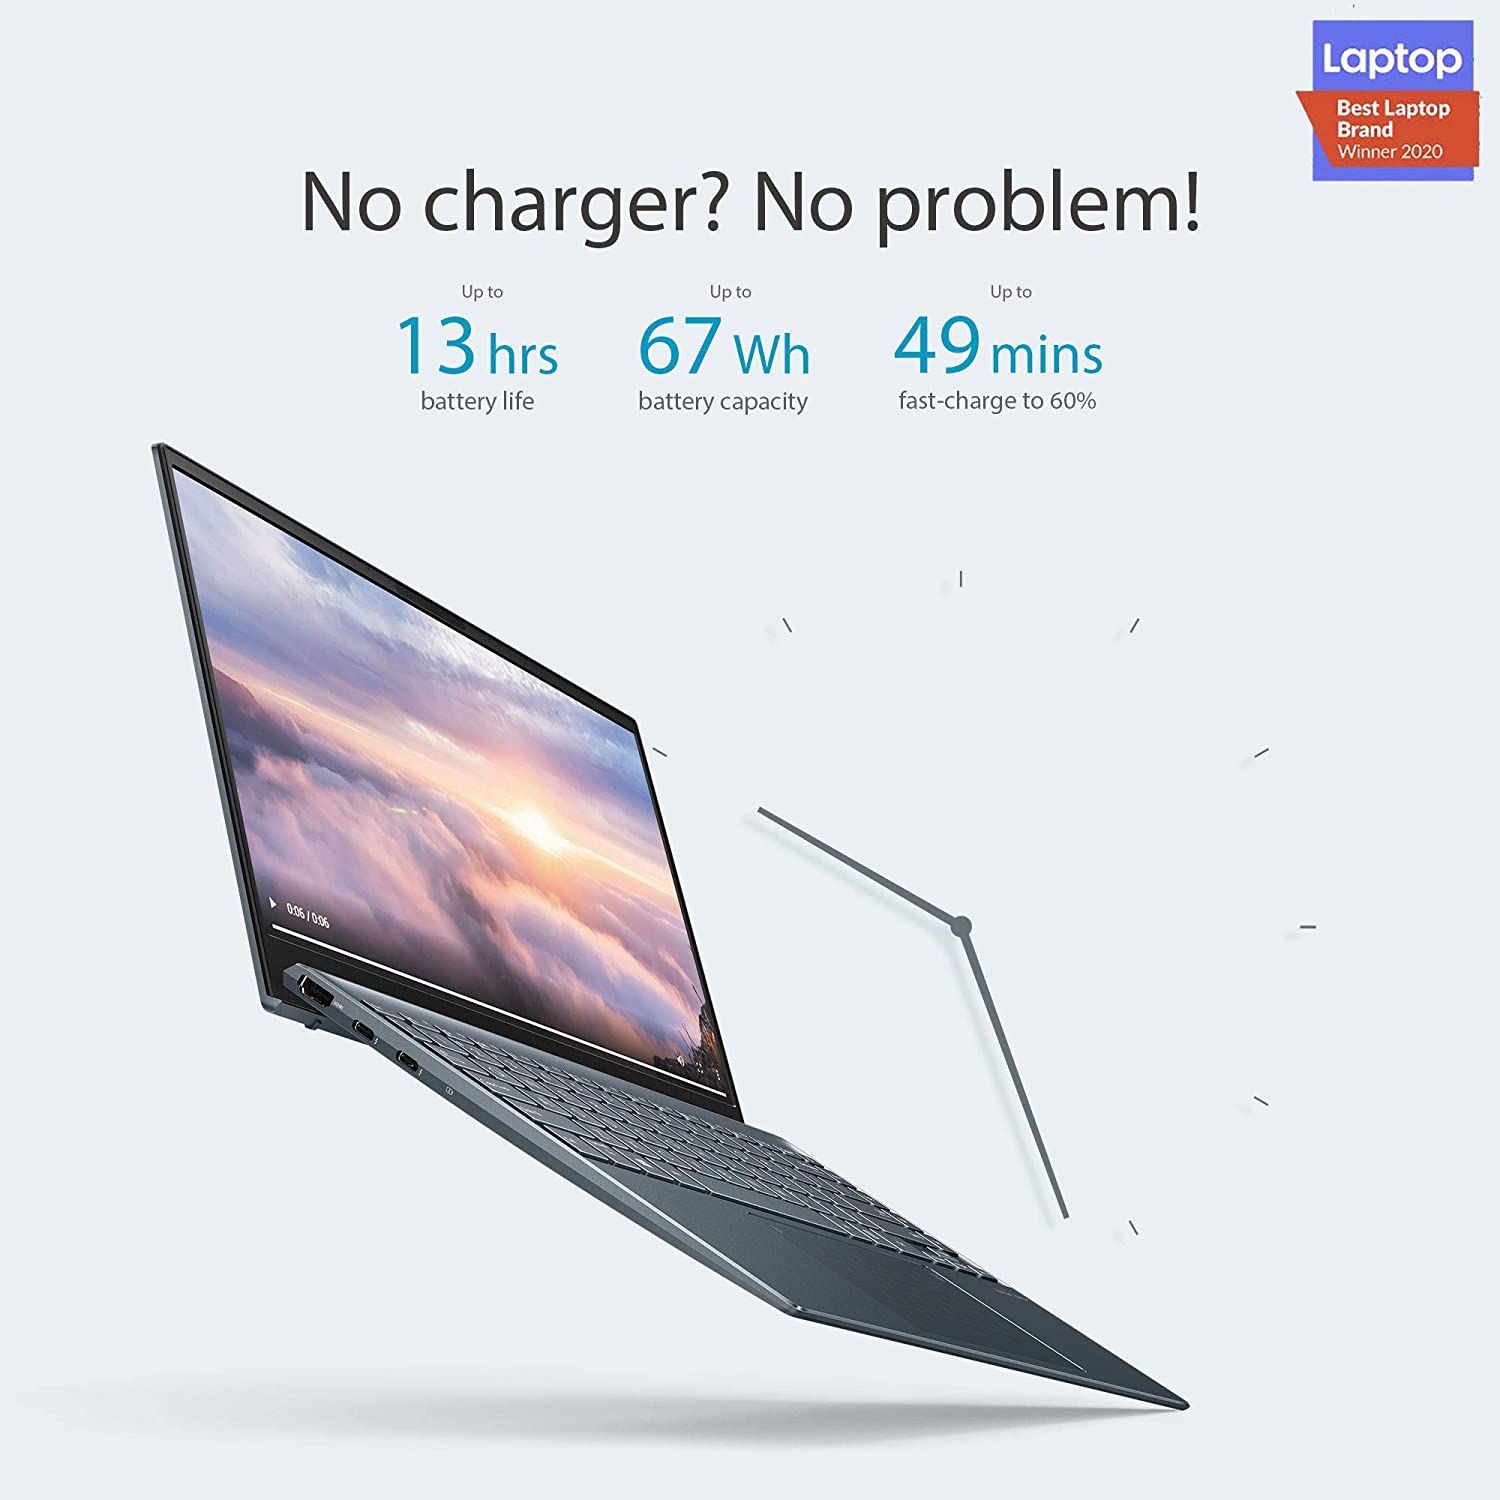 Laptop
Best Laptop
Brand
Winner 2020
No charger? No problem!
Up to
13 hrs
battery life
Up to
67 Wh
battery capacity
Up to
49 mins
fast-charge to 60%
0:06 / 0:06